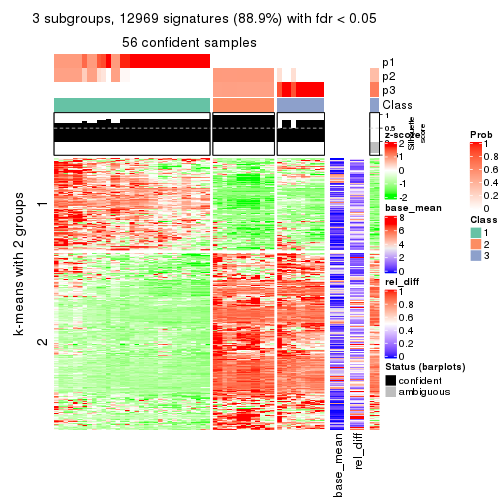 3 subgroups, 12969 signatures (88.9%) with fdr < 0.05
56 confident samples
p1
p2
p3
Class
1
0.5
0
Silhouette
score
k-means with 2 groups
1
2
base_mean
rel_diff
z-score
2
1
0
-1
-2
base_mean
8
6
4
2
0
rel_diff
1
0.8
0.6
0.4
0.2
0
Status (barplots)
confident
ambiguous
Prob
1
0.8
0.6
0.4
0.2
0
Class
1
2
3